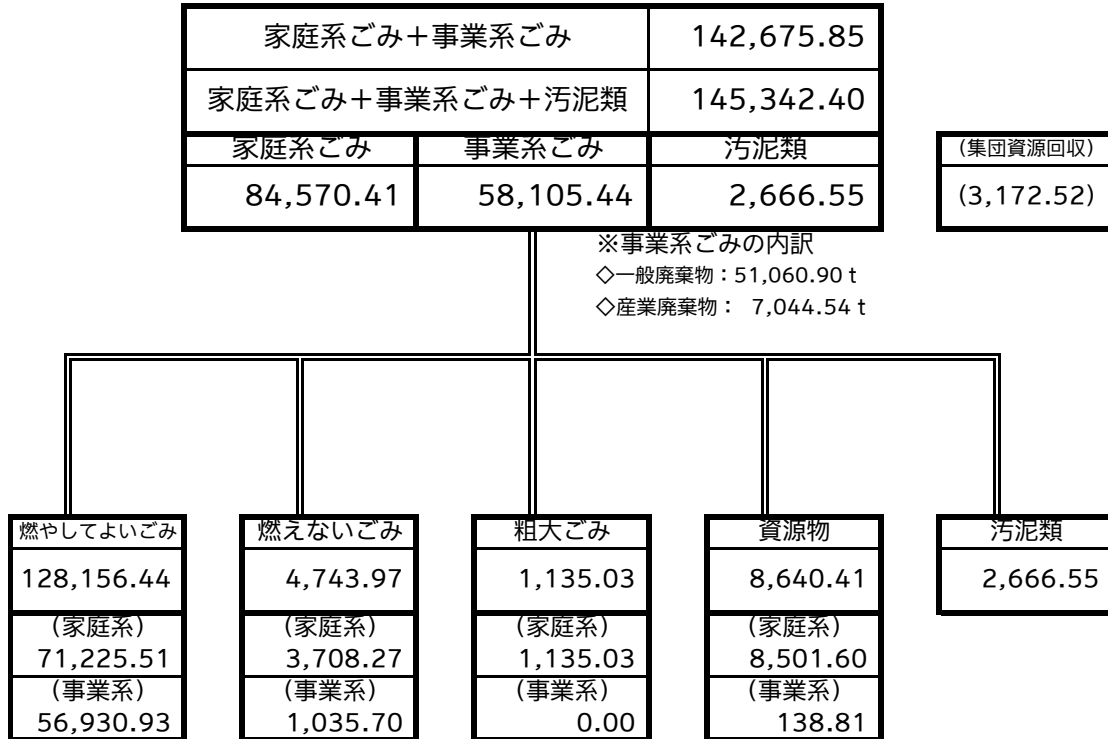 家庭系ごみ＋事業系ごみ 142,675.85
家庭系ごみ＋事業系ごみ＋汚泥類 145,342.40
家庭系ごみ 事業系ごみ 汚泥類 （集団資源回収）
84,570.41 58,105.44 2,666.55 (3,172.52)
※事業系ごみの内訳
◇一般廃棄物：51,060.90ｔ
◇産業廃棄物： 7,044.54ｔ
燃やしてよいごみ 燃えないごみ 粗大ごみ 資源物 汚泥類
128,156.44 4,743.97 1,135.03 8,640.41 2,666.55
（家庭系） （家庭系） （家庭系） （家庭系）
71,225.51 3,708.27 1,135.03 8,501.60
（事業系） （事業系） （事業系） （事業系）
56,930.93 1,035.70 0.00 138.81